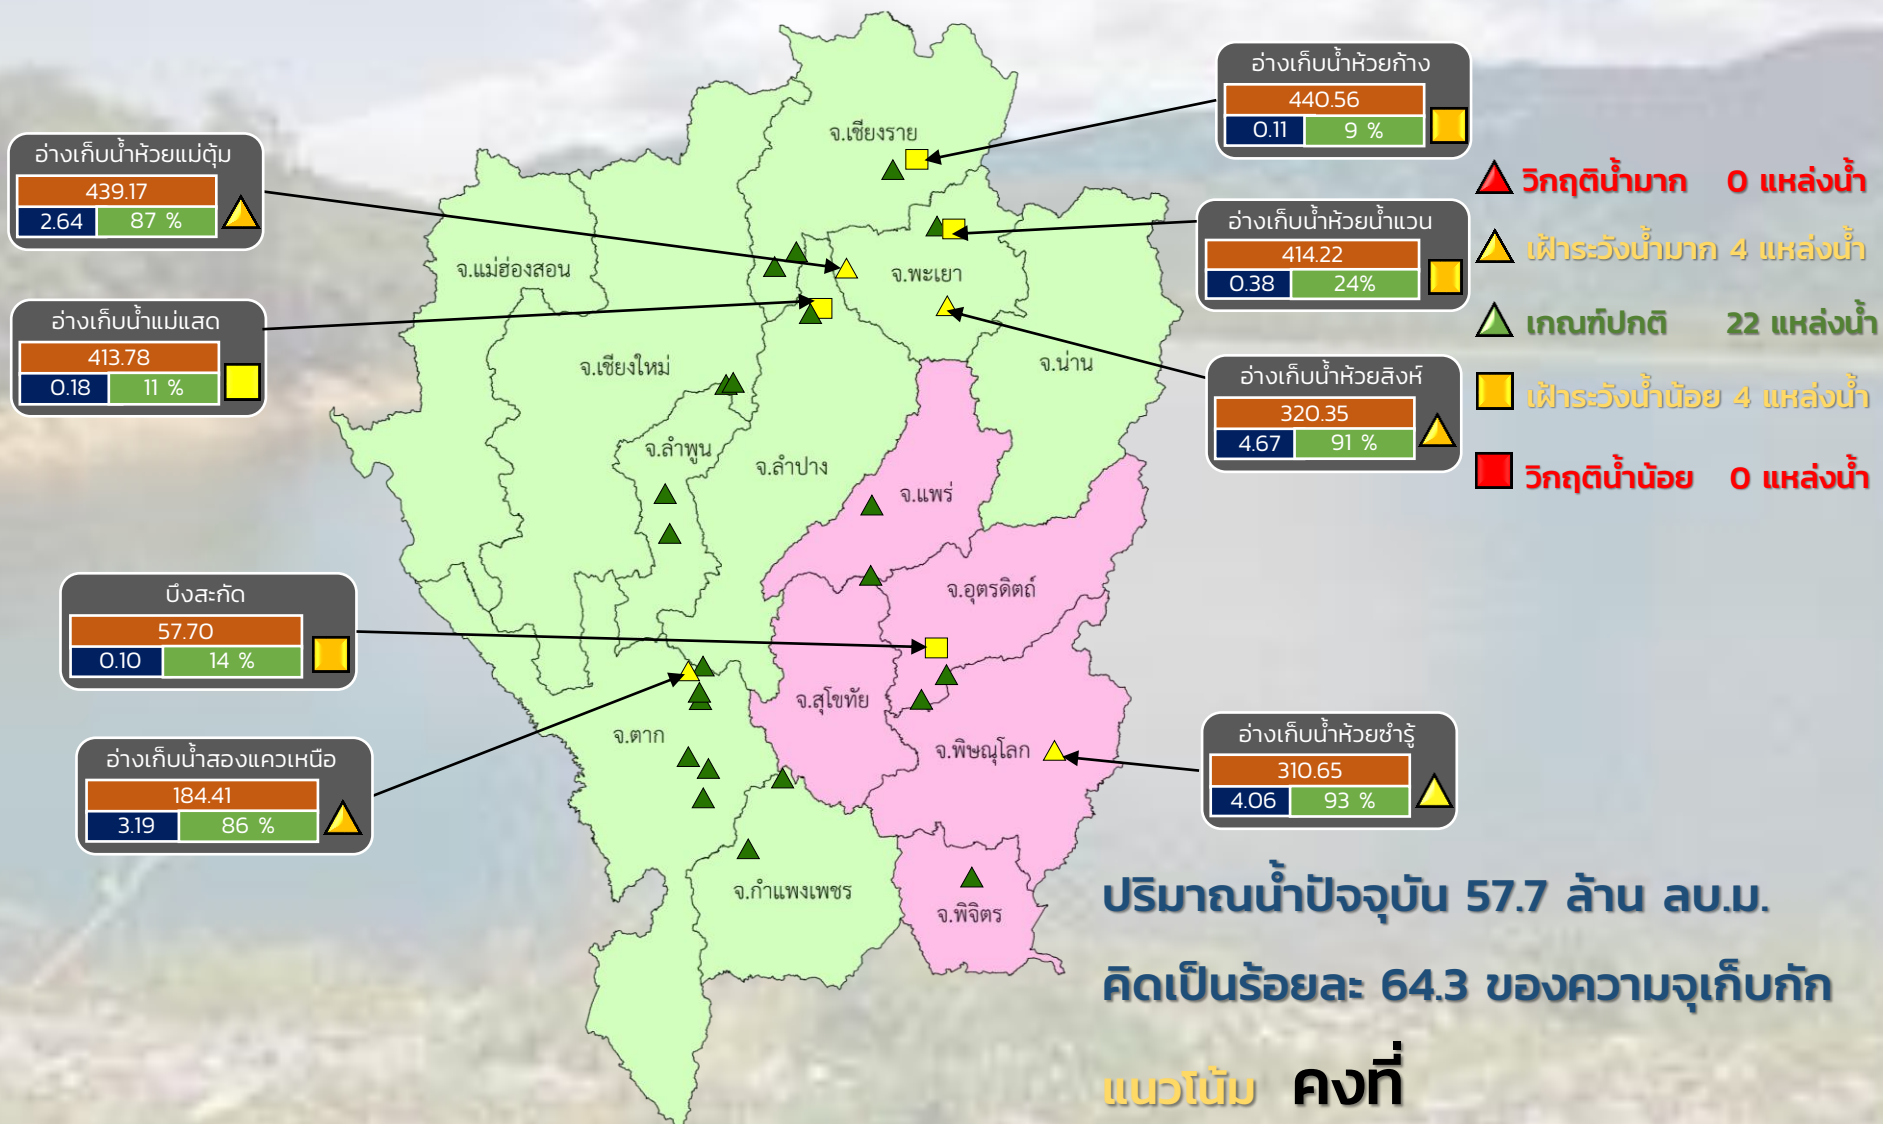 อ่างเก็บน้ำห้วยก้าง
440.56
0.11 9 %
อ่างเก็บน้ำห้วยแม่ตุ้ม
439.17
2.64 87 %
อ่างเก็บน้ำห้วยน้ำแวน
414.22
0.38 24%
อ่างเก็บน้ำแม่แสด
413.78
0.18 11 %
อ่างเก็บน้ำห้วยสิงห์
320.35
4.67 91 %
บึงสะกัด
57.70
0.10 14 %
อ่างเก็บน้ำสองแควเหนือ
184.41
3.19 86 %
อ่างเก็บน้ำห้วยซำรู้
310.65
4.06 93 %
วิกฤติน้ำมาก 0 แหล่งน้ำ
เฝ้าระวังน้ำมาก 4 แหล่งน้ำ
เกณฑ์ปกติ 22 แหล่งน้ำ
เฝ้าระวังน้ำน้อย 4 แหล่งน้ำ
วิกฤติน้ำน้อย 0 แหล่งน้ำ
จ.เชียงราย
จ.แม่ฮ่องสอน
จ.พะเยา
จ.เชียงใหม่
จ.น่าน
จ.ลำพูน
จ.ลำปาง
จ.แพร่
จ.อุตรดิตถ์
จ.สุโขทัย
จ.ตาก
จ.พิษณุโลก
จ.กำแพงเพชร
จ.พิจิตร
ปริมาณน้ำปัจจุบัน 57.7 ล้าน ลบ.ม.
คิดเป็นร้อยละ 64.3 ของความจุเก็บกัก
แนวโน้ม คงที่